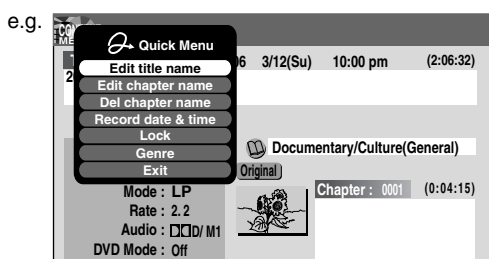 e.g.
Quick Menu
Edit title name
Edit chapter name
Del chapter name
Record date & time
Lock
Genre
Exit
06 3/12(Su) 10:00 pm (2:06:32)
2
Documentary/Culture(General)
Original
Mode : LP
Rate : 2.2
Audio : D/ M1
DVD Mode : Off
Chapter : 0001 (0:04:15)